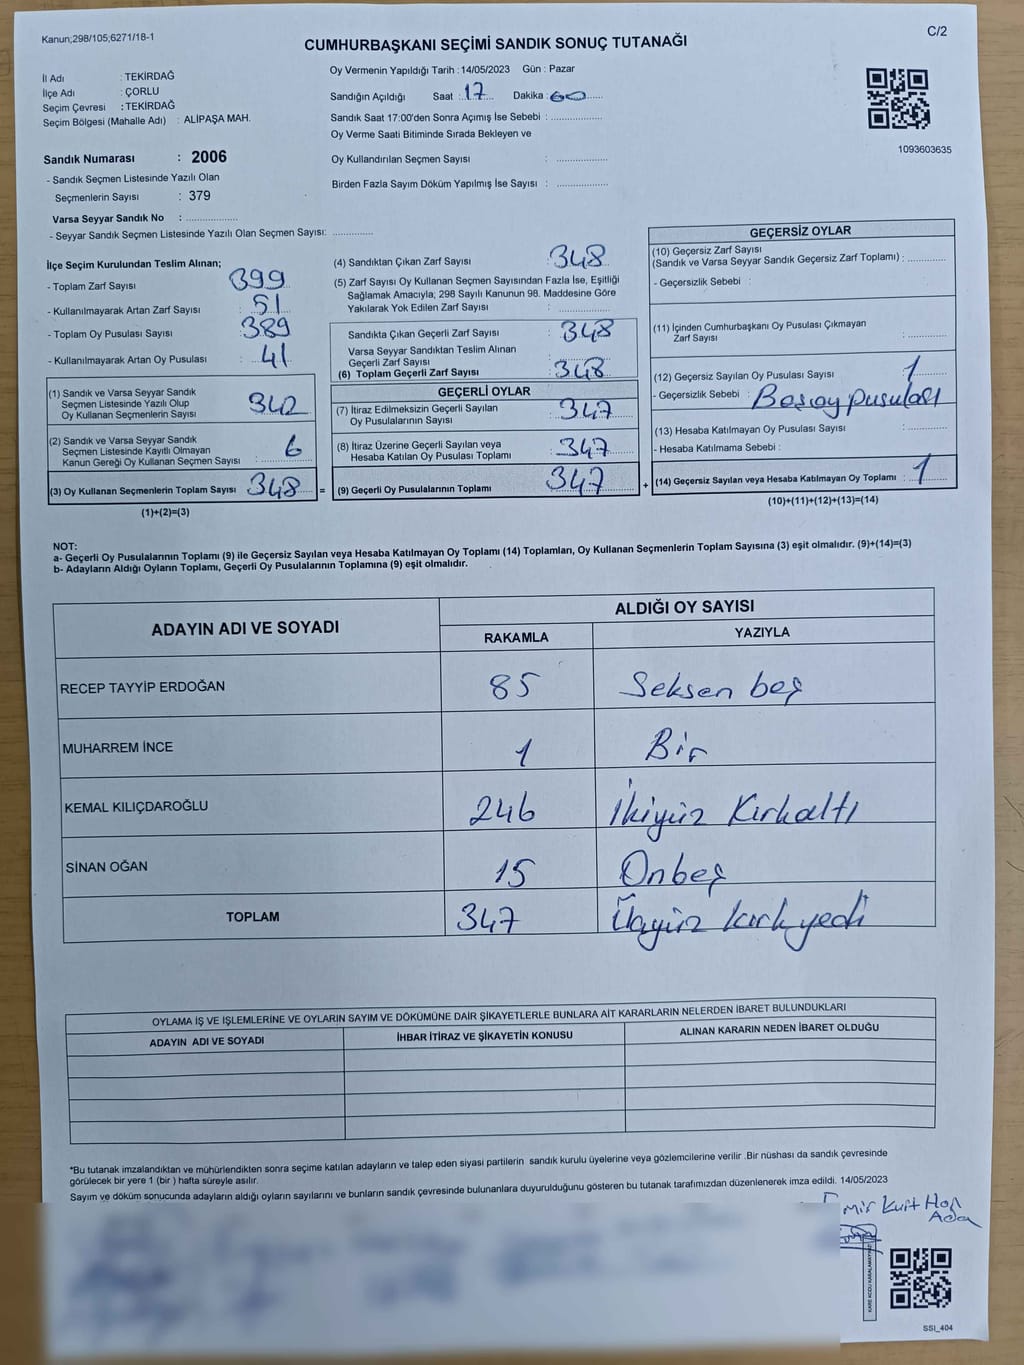 Kanun;298/105;6271/18-1
C/2
CUMHURBAŞKANI SEÇİMİ SANDIK SONUÇ TUTANAĞI
İl Adı : TEKİRDAĞ
İlçe Adı : ÇORLU
Seçim Çevresi : TEKİRDAĞ
Seçim Bölgesi (Mahalle Adı) : ALİPAŞA MAH.
Sandık Numarası : 2006
- Sandık Seçmen Listesinde Yazılı Olan
Seçmenlerin Sayısı : 379
Varsa Seyyar Sandık No : ..................
- Seyyar Sandık Seçmen Listesinde Yazılı Olan Seçmen Sayısı: ..............
Oy Vermenin Yapıldığı Tarih : 14/05/2023 Gün : Pazar
Sandığın Açıldığı Saat : 17 Dakika : 60
Sandık Saat 17:00'den Sonra Açımış İse Sebebi : ..................
Oy Verme Saati Bitiminde Sırada Bekleyen ve
Oy Kullandırılan Seçmen Sayısı : ..................
Birden Fazla Sayım Döküm Yapılmış İse Sayısı : ..................
1093603635
İlçe Seçim Kurulundan Teslim Alınan;
- Toplam Zarf Sayısı : 399
- Kullanılmayarak Artan Zarf Sayısı : 51
- Toplam Oy Pusulası Sayısı : 389
- Kullanılmayarak Artan Oy Pusulası : 41
(1) Sandık ve Varsa Seyyar Sandık
Seçmen Listesinde Yazılı Olup
Oy Kullanan Seçmenlerin Sayısı : 342
(2) Sandık ve Varsa Seyyar Sandık
Seçmen Listesinde Kayıtlı Olmayan
Kanun Gereği Oy Kullanan Seçmen Sayısı : 6
(3) Oy Kullanan Seçmenlerin Toplam Sayısı : 348 =
(1)+(2)=(3)
(4) Sandıktan Çıkan Zarf Sayısı : 348
(5) Zarf Sayısı Oy Kullanan Seçmen Sayısından Fazla İse, Eşitliği
Sağlamak Amacıyla; 298 Sayılı Kanunun 98. Maddesine Göre
Yakılarak Yok Edilen Zarf Sayısı : ..................
Sandıkta Çıkan Geçerli Zarf Sayısı : 348
Varsa Seyyar Sandıktan Teslim Alınan
Geçerli Zarf Sayısı
(6) Toplam Geçerli Zarf Sayısı : 348
GEÇERLİ OYLAR
(7) İtiraz Edilmeksizin Geçerli Sayılan
Oy Pusulalarının Sayısı : 347
(8) İtiraz Üzerine Geçerli Sayılan veya
Hesaba Katılan Oy Pusulası Toplamı : 347
(9) Geçerli Oy Pusulalarının Toplamı : 347 +
GEÇERSİZ OYLAR
(10) Geçersiz Zarf Sayısı
(Sandık ve Varsa Seyyar Sandık Geçersiz Zarf Toplamı) : ............
- Geçersizlik Sebebi :
(11) İçinden Cumhurbaşkanı Oy Pusulası Çıkmayan
Zarf Sayısı : ............
(12) Geçersiz Sayılan Oy Pusulası Sayısı : 1
- Geçersizlik Sebebi : Boş oy pusulası
(13) Hesaba Katılmayan Oy Pusulası Sayısı : ............
- Hesaba Katılmama Sebebi :
(14) Geçersiz Sayılan veya Hesaba Katılmayan Oy Toplamı : 1
(10)+(11)+(12)+(13)=(14)
NOT:
a- Geçerli Oy Pusulalarının Toplamı (9) ile Geçersiz Sayılan veya Hesaba Katılmayan Oy Toplamı (14) Toplamları, Oy Kullanan Seçmenlerin Toplam Sayısına (3) eşit olmalıdır. (9)+(14)=(3)
b- Adayların Aldığı Oyların Toplamı, Geçerli Oy Pusulalarının Toplamına (9) eşit olmalıdır.
ADAYIN ADI VE SOYADI
ALDIĞI OY SAYISI
RAKAMLA YAZIYLA
RECEP TAYYİP ERDOĞAN 85 Seksen beş
MUHARREM İNCE 1 Bir
KEMAL KILIÇDAROĞLU 246 İkiyüz Kırkaltı
SİNAN OĞAN 15 Onbeş
TOPLAM 347 Üçyüz kırkyedi
OYLAMA İŞ VE İŞLEMLERİNE VE OYLARIN SAYIM VE DÖKÜMÜNE DAİR ŞİKAYETLERLE BUNLARA AİT KARARLARIN NELERDEN İBARET BULUNDUKLARI
ADAYIN ADI VE SOYADI İHBAR İTİRAZ VE ŞİKAYETİN KONUSU ALINAN KARARIN NEDEN İBARET OLDUĞU
*Bu tutanak imzalandıktan ve mühürlendikten sonra seçime katılan adayların ve talep eden siyasi partilerin sandık kurulu üyelerine veya gözlemcilerine verilir .Bir nüshası da sandık çevresinde
görülecek bir yere 1 (bir ) hafta süreyle asılır.
Sayım ve döküm sonucunda adayların aldığı oyların sayılarını ve bunların sandık çevresinde bulunanlara duyurulduğunu gösteren bu tutanak tarafımızdan düzenlenerek imza edildi. 14/05/2023
KARE KODU KARALAMAYINIZ
SSI_404